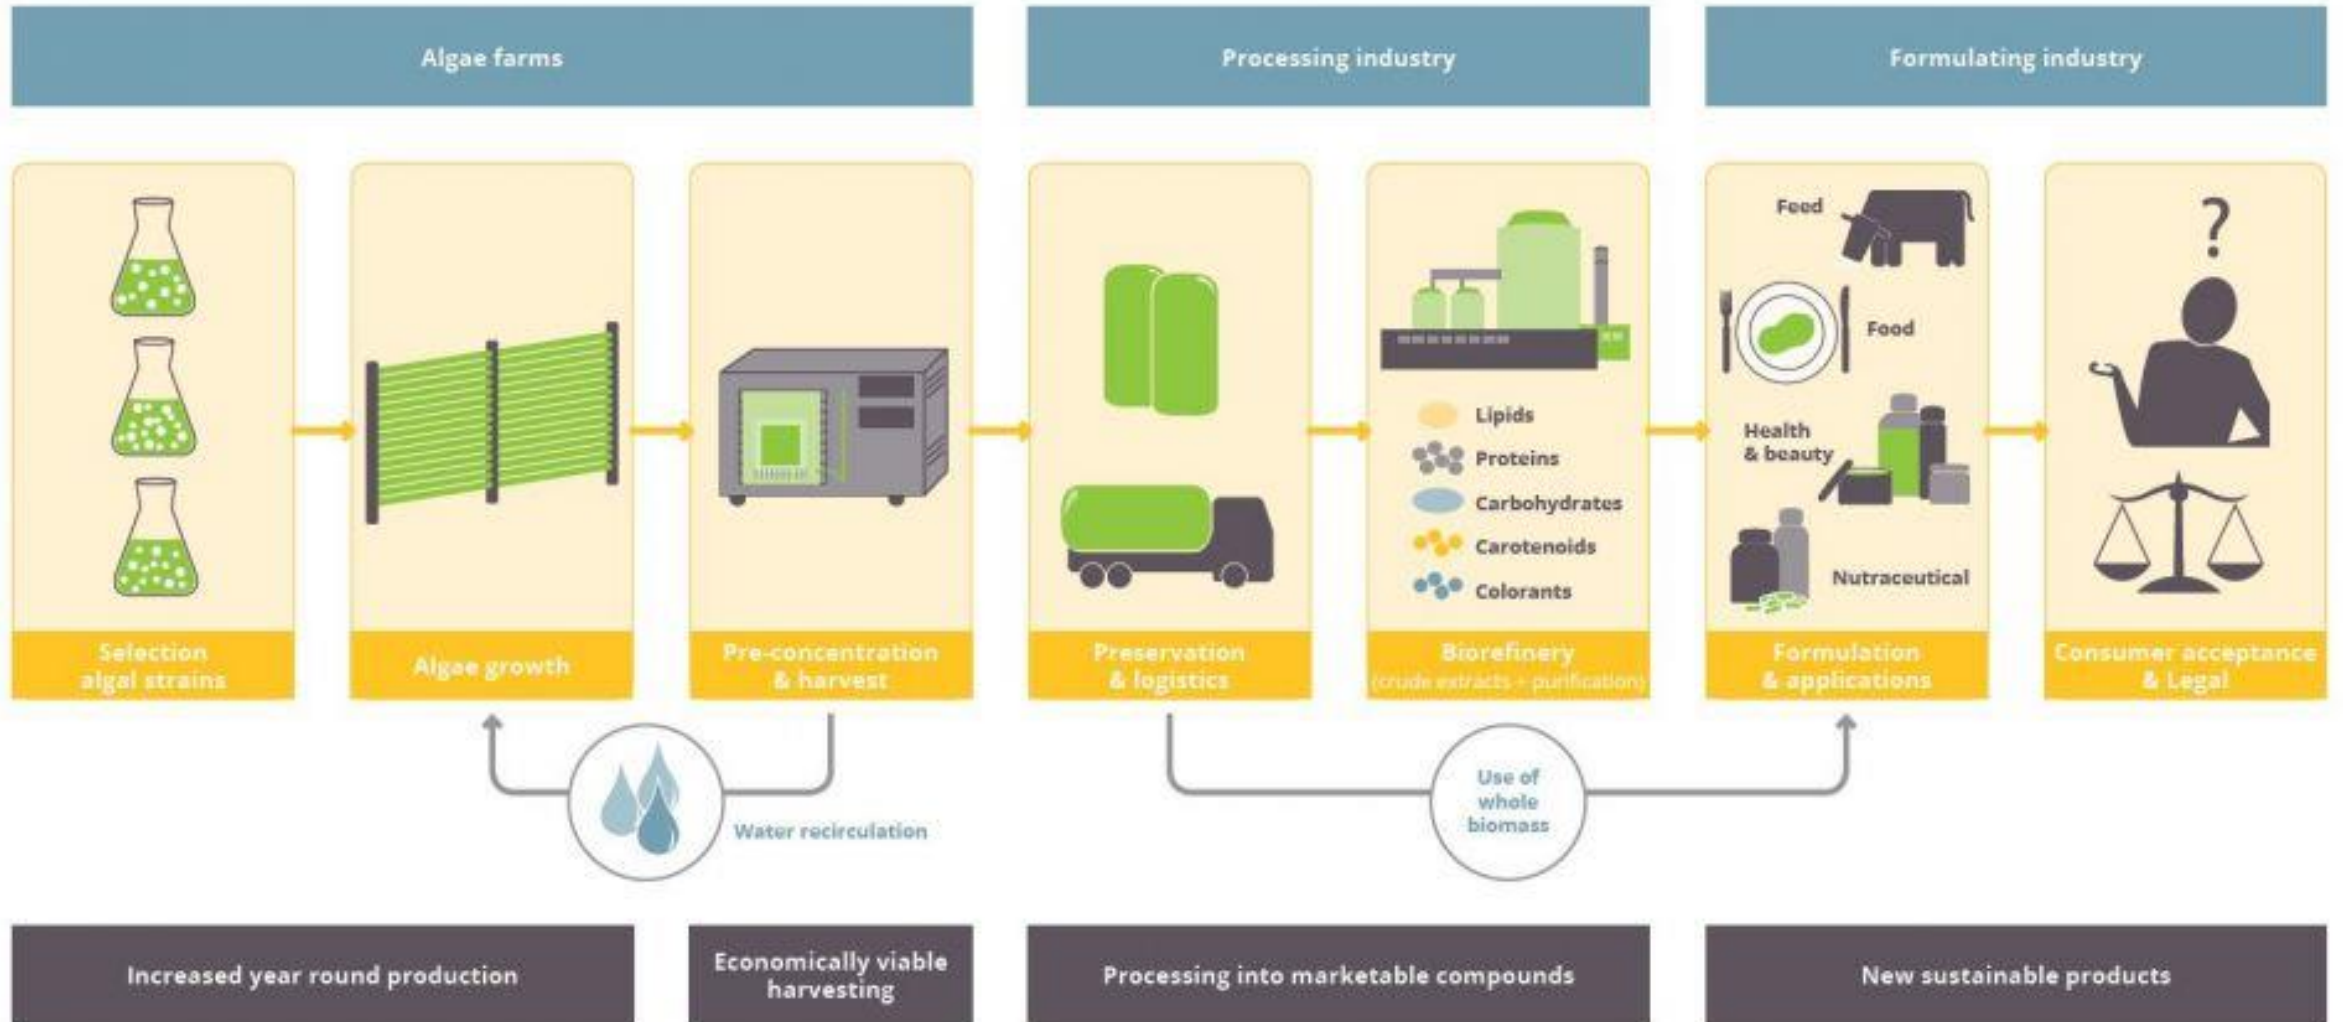 Algae farms
Processing industry
Formulating industry
Feed
Food
Health
& beauty
Nutraceutical
?
Lipids
Proteins
Carbohydrates
Carotenoids
Colorants
Selection
algal strains
Algae growth
Pre-concentration
& harvest
Preservation
& logistics
Biorefinery
(crude extracts + purification)
Formulation
& applications
Consumer acceptance
& Legal
Water recirculation
Use of
whole
biomass
Increased year round production
Economically viable
harvesting
Processing into marketable compounds
New sustainable products